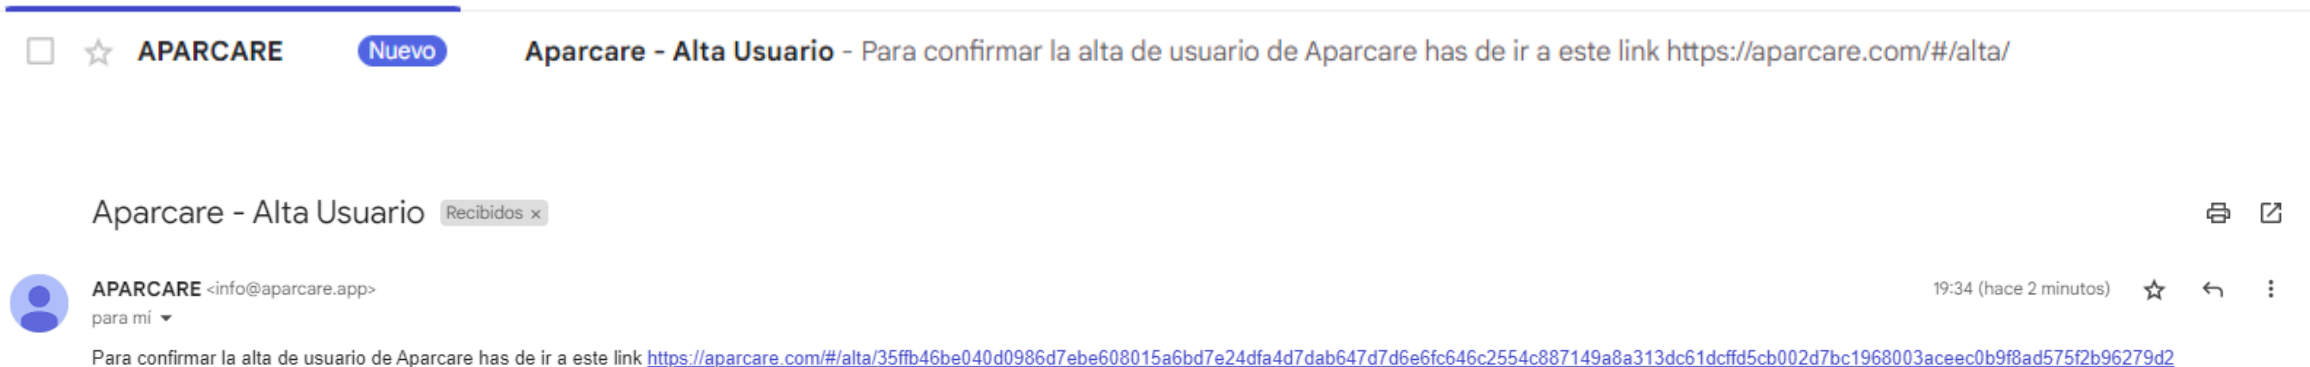 APARCARE Nuevo Aparcare - Alta Usuario - Para confirmar la alta de usuario de Aparcare has de ir a este link https://aparcare.com/#/alta/
Aparcare - Alta Usuario Recibidos x
APARCARE <info@aparcare.app> 19:34 (hace 2 minutos)
para mí
Para confirmar la alta de usuario de Aparcare has de ir a este link https://aparcare.com/#/alta/35ffb46be040d0986d7ebe608015a6bd7e24dfa4d7dab647d7d6e6fc646c2554c887149a8a313dc61dcffd5cb002d7bc1968003aceec0b9f8ad575f2b96279d2